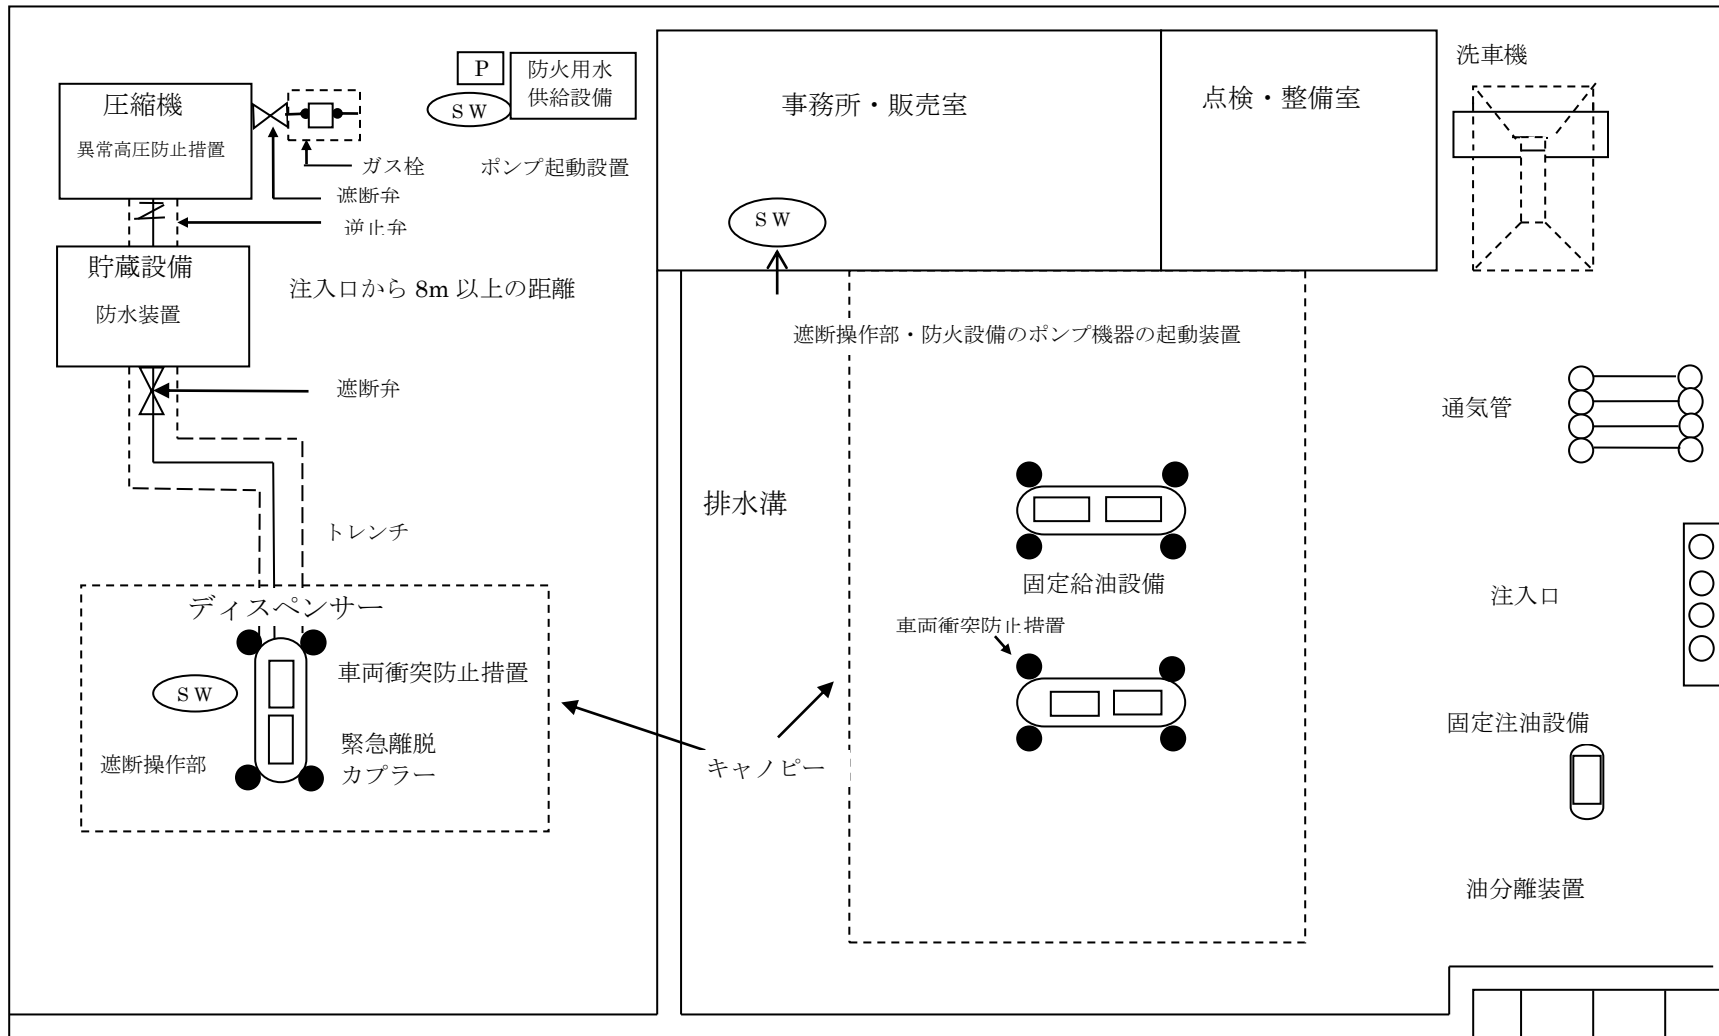 洗車機
P
防火用水
供給設備
SW
圧縮機
異常高圧防止措置
事務所・販売室
点検・整備室
ガス栓
ポンプ起動設置
遮断弁
逆止弁
SW
貯蔵設備
防水装置
注入口から 8m 以上の距離
遮断操作部・防火設備のポンプ機器の起動装置
遮断弁
通気管
排水溝
トレンチ
固定給油設備
注入口
ディスペンサー
車両衝突防止措置
車両衝突防止措置
SW
固定注油設備
緊急離脱
カプラー
遮断操作部
キャノピー
油分離装置